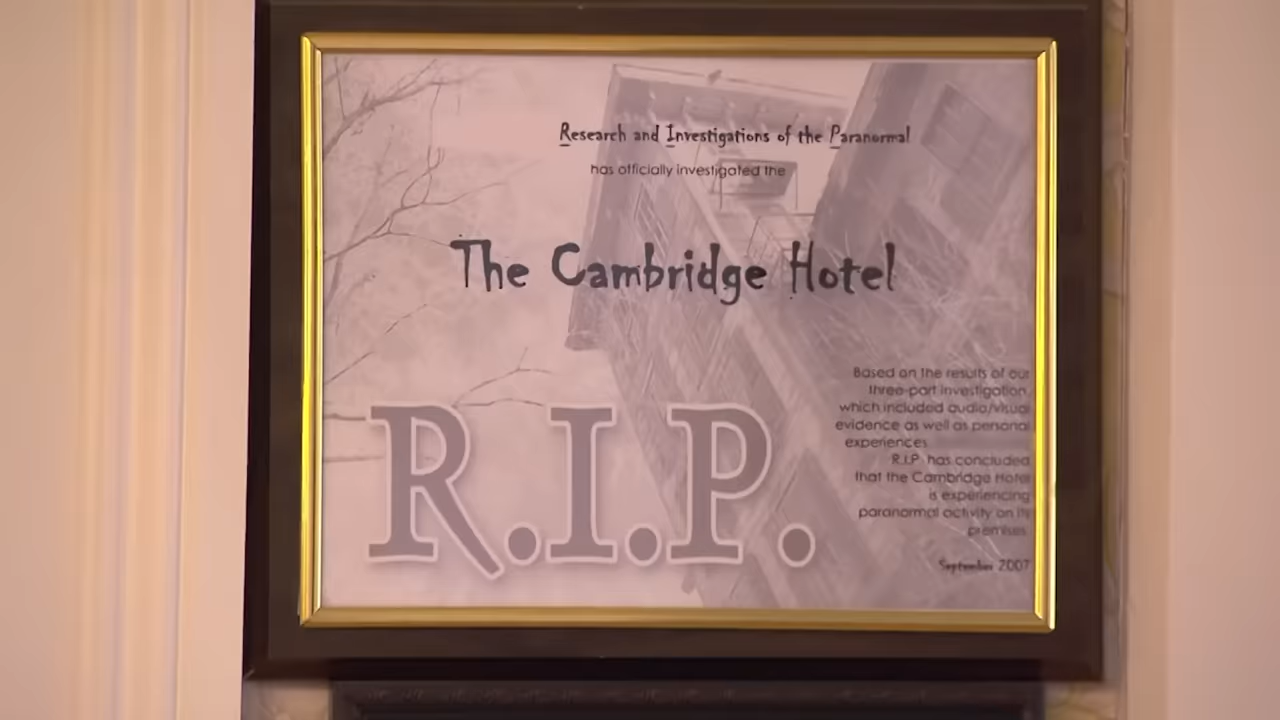 Research and Investigations of the Paranormal
has officially investigated the
The Cambridge Hotel
R.I.P.
Based on the results of our
three-part investigation,
which included audio/visual
evidence as well as personal
experiences
R.I.P. has concluded
that the Cambridge Hotel
is experiencing
paranormal activity on its
premises.
September 2007